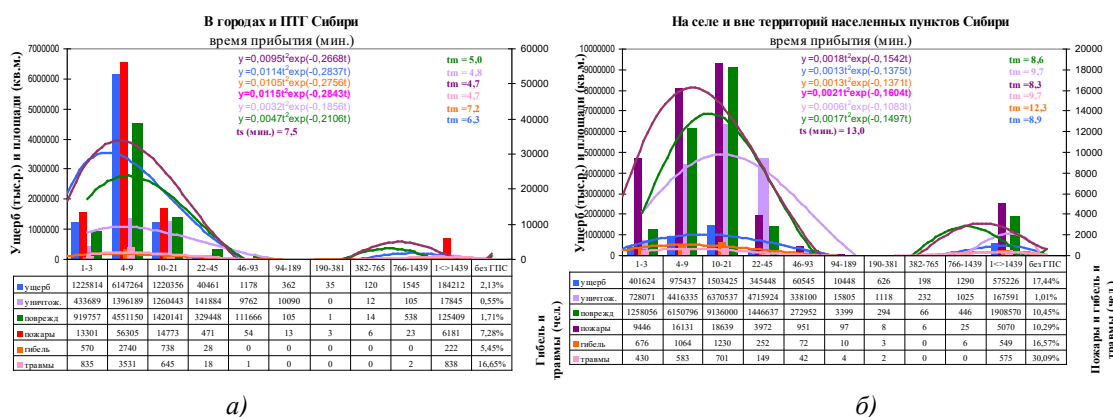 В городах и ПГТ Сибири
время прибытия (мин.)
y=0,0095t²exp(-0,2668t)
y=0,0114t²exp(-0,2837t)
y=0,0105t²exp(-0,2756t)
y=0,0115t²exp(-0,2843t)
y=0,0032t²exp(-0,1856t)
y=0,0047t²exp(-0,2106t)
ts (мин.) = 7,5
tm = 5,0
tm = 4,8
tm =4,7
tm =4,7
tm =7,2
tm =6,3
Ущерб (тыс.р.) и площади (кв.м.)
7000000
6000000
5000000
4000000
3000000
2000000
1000000
0
60000
50000
40000
30000
20000
10000
0
Гибель и травмы (чел.)
1-3 4-9 10-21 22-45 46-93 94-189 190-381 382-765 766-1439 1<>1439 без ГПС
ущерб 1225814 6147264 1220356 40461 1178 362 35 120 1545 184212 2,13%
уничтож. 433689 1396189 1260443 141884 9762 10090 0 12 105 17845 0,55%
поврежд 919757 4551150 1420141 329448 111666 105 1 14 538 125409 1,71%
пожары 13301 56305 14773 471 54 13 3 6 23 6181 7,28%
гибель 570 2740 738 28 0 0 0 0 0 222 5,45%
травмы 835 3531 645 18 1 0 0 0 2 838 16,65%
а)
На селе и вне территорий населенных пунктов Сибири
время прибытия (мин.)
y=0,0018t²exp(-0,1542t)
y=0,0013t²exp(-0,1375t)
y=0,0013t²exp(-0,1371t)
y=0,0021t²exp(-0,1604t)
y=0,0006t²exp(-0,1083t)
y=0,0017t²exp(-0,1497t)
ts (мин.) = 13,0
tm = 8,6
tm = 9,7
tm =8,3
tm =9,7
tm =12,3
tm =8,9
Ущерб (тыс.р.) и площади (кв.м.)
10000000
9000000
8000000
7000000
6000000
5000000
4000000
3000000
2000000
1000000
0
20000
18000
16000
14000
12000
10000
8000
6000
4000
2000
0
Пожары и гибель и травмы (чел.)
1-3 4-9 10-21 22-45 46-93 94-189 190-381 382-765 766-1439 1<>1439 без ГПС
ущерб 401624 975437 1503425 345448 60545 10448 626 198 1290 575226 17,44%
уничтож. 728071 4416335 6370537 4715924 338100 15805 1118 232 1025 167591 1,01%
поврежд 1258056 6150790 9136000 1446637 272952 3399 294 66 446 1908570 10,45%
пожары 9446 16131 18639 3972 951 97 8 6 25 5070 10,29%
гибель 676 1064 1230 252 72 10 3 0 6 549 16,57%
травмы 430 583 701 149 42 4 2 0 0 575 30,09%
б)